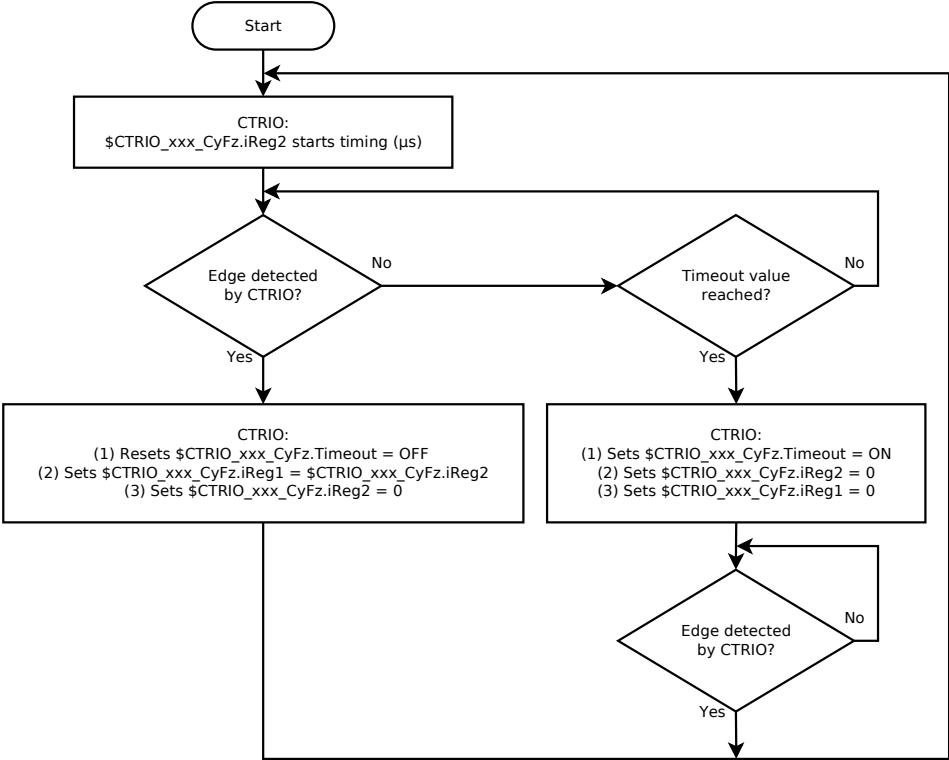 Start
CTRIO:
$CTRIO_xxx_CyFz.iReg2 starts timing (µs)
Edge detected
by CTRIO?
No
Yes
Timeout value
reached?
No
Yes
CTRIO:
(1) Resets $CTRIO_xxx_CyFz.Timeout = OFF
(2) Sets $CTRIO_xxx_CyFz.iReg1 = $CTRIO_xxx_CyFz.iReg2
(3) Sets $CTRIO_xxx_CyFz.iReg2 = 0
CTRIO:
(1) Sets $CTRIO_xxx_CyFz.Timeout = ON
(2) Sets $CTRIO_xxx_CyFz.iReg2 = 0
(3) Sets $CTRIO_xxx_CyFz.iReg1 = 0
Edge detected
by CTRIO?
No
Yes